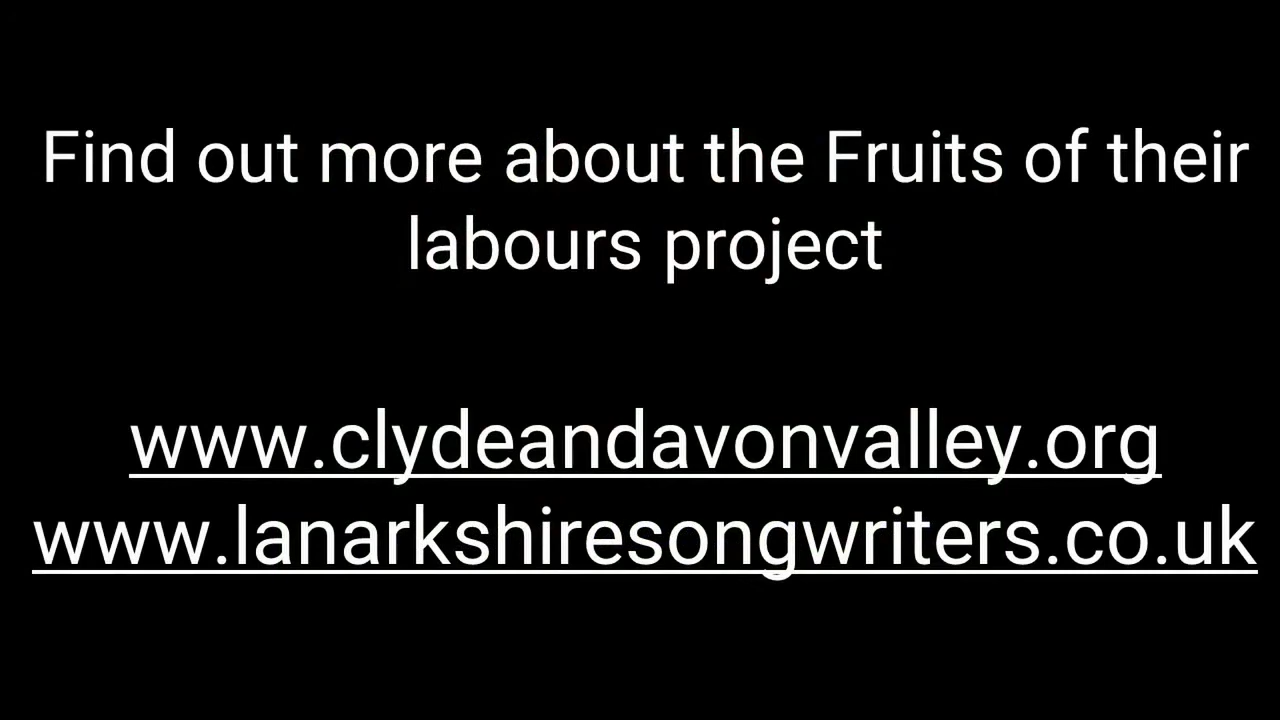 Find out more about the Fruits of their
labours project
www.clydeandavonvalley.org
www.lanarkshiresongwriters.co.uk